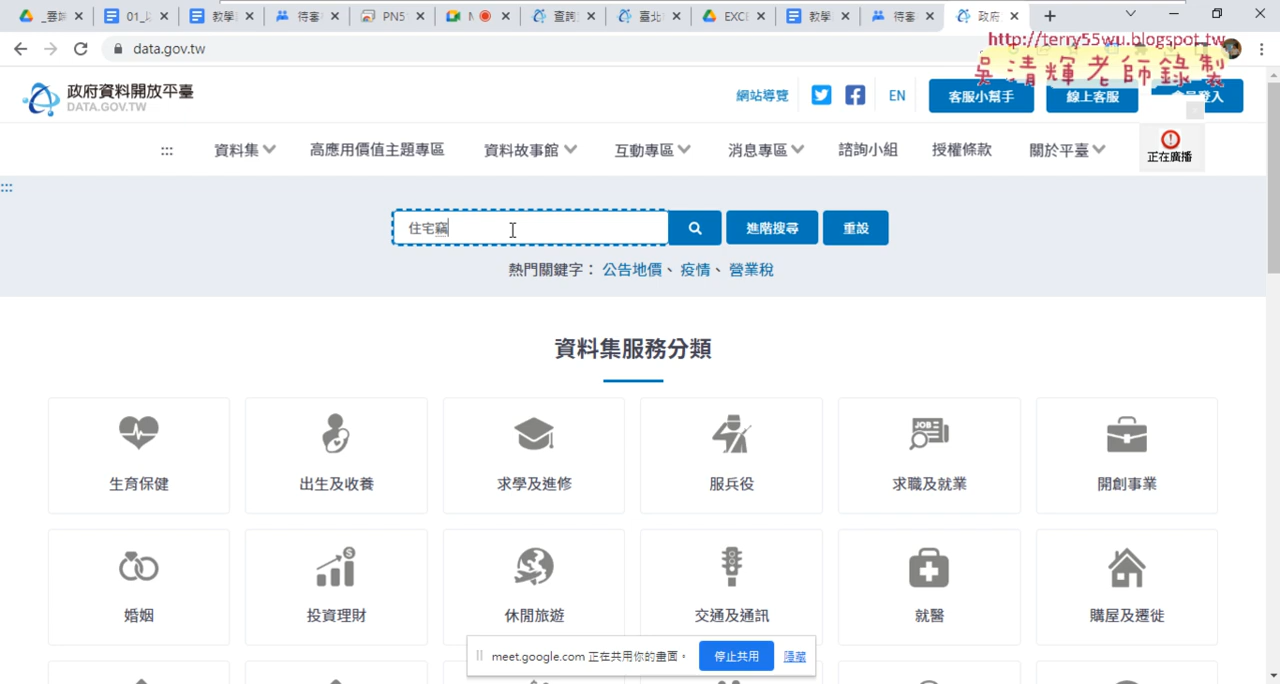 _雲端
01_以
教學
待審
PN5
M
查詢
臺北
EXCE
教學
待審
政府
data.gov.tw
http://terry55wu.blogspot.tw
吳清輝老師錄製
政府資料開放平臺
DATA.GOV.TW
網站導覽
EN
客服小幫手
線上客服
登入
資料集
高應用價值主題專區
資料故事館
互動專區
消息專區
諮詢小組
授權條款
關於平臺
正在廣播
住宅竊
進階搜尋
重設
熱門關鍵字： 公告地價、 疫情、 營業稅
資料集服務分類
生育保健
出生及收養
求學及進修
服兵役
求職及就業
開創事業
JOB
婚姻
投資理財
休閒旅遊
交通及通訊
就醫
購屋及遷徙
meet.google.com 正在共用你的畫面。
停止共用
隱藏